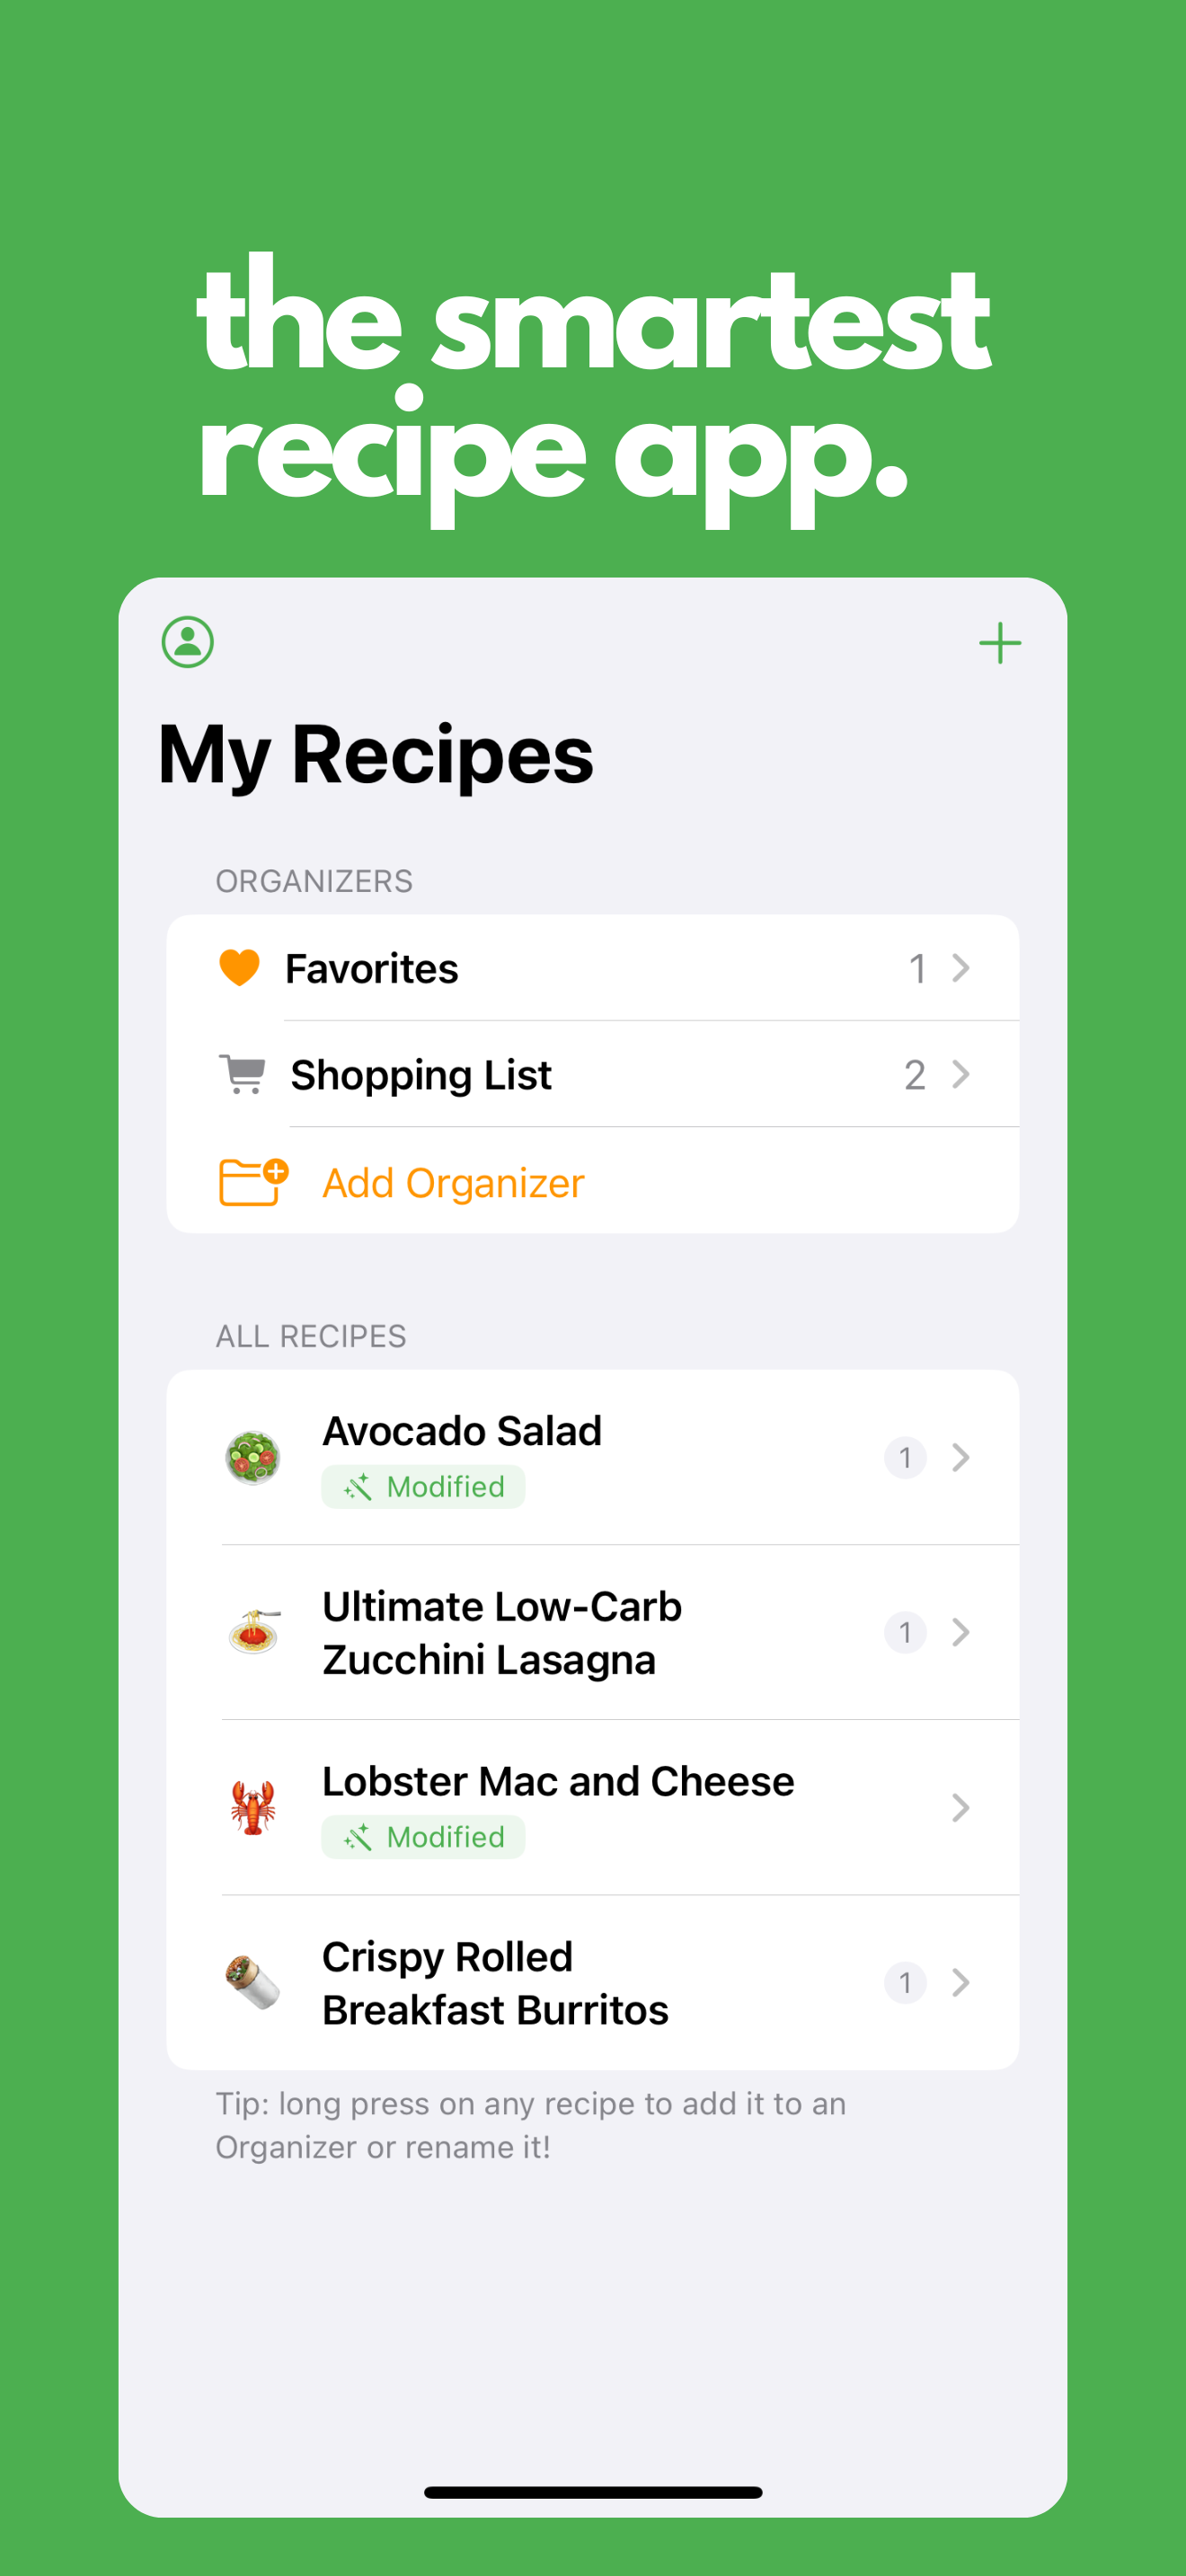 the smartest
recipe app.
My Recipes
ORGANIZERS
Favorites 1
Shopping List 2
Add Organizer
ALL RECIPES
Avocado Salad
Modified
1
Ultimate Low-Carb
Zucchini Lasagna
1
Lobster Mac and Cheese
Modified
Crispy Rolled
Breakfast Burritos
1
Tip: long press on any recipe to add it to an
Organizer or rename it!